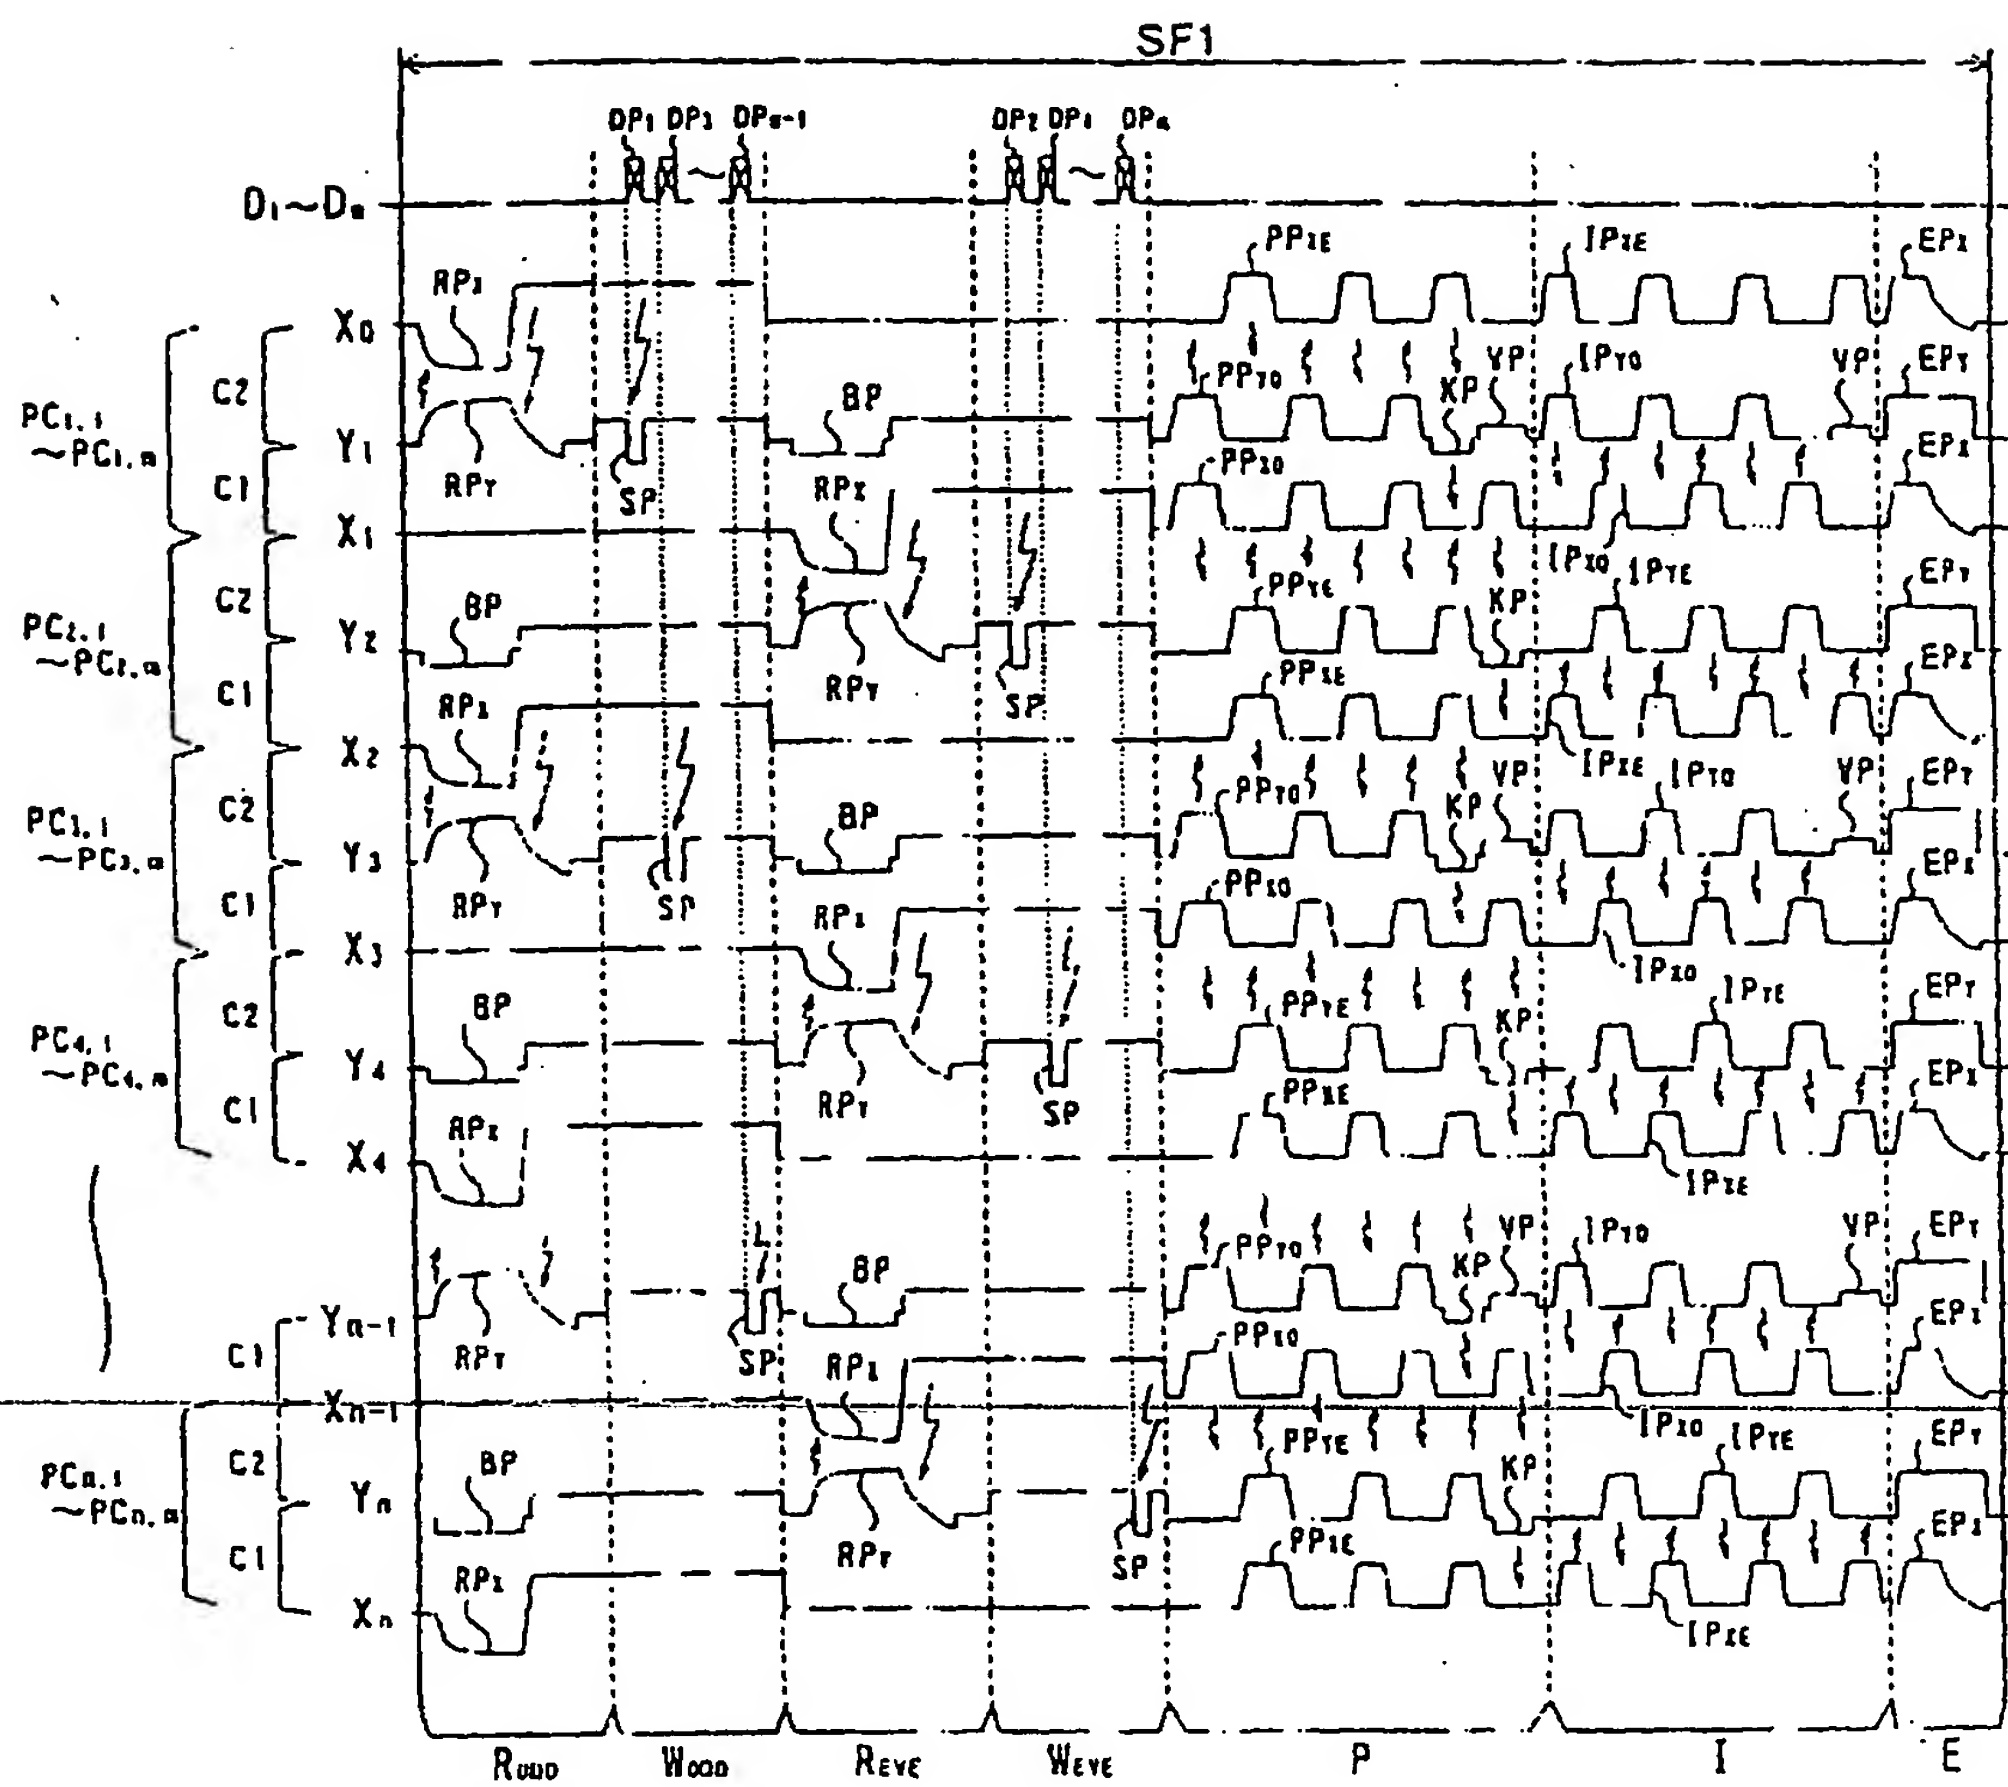 SF1
DP1 DP3 DPn-1 DP2 DP4 DPn
D1~Dm
PPXE IPXE EPX
RPX
X0
VP IPYO VP EPY
C2 PPYO KP
PC1,1 BP
~PC1,m Y1
PPXO EPX
C1 RPY SP RPX
X1
IPXO IPYE EPY
C2 BP PPYE KP
PC2,1
~PC2,m Y2
RPY PPXE EPX
C1 RPX SP
X2 IPXE IPYO
VP VP EPY
C2 BP PPYO KP
PC3,1
~PC3,m Y3
PPXO EPX
C1 RPY SP RPX
X3 IPXO
IPYE EPY
C2 BP PPYE KP
PC4,1
~PC4,m Y4
PPXE EPX
C1 RPX RPY SP
X4 IPXE
VP IPYO VP EPY
BP PPYO KP
Yn-1
PPXO EPX
C1 RPY SP RPX
Xn-1 IPXO IPYE EPY
PPYE
C2 BP KP
PCn,1
~PCn,m Yn
PPXE EPX
C1 RPX RPY SP
Xn IPXE
RODD WODD REVE WEVE P I E